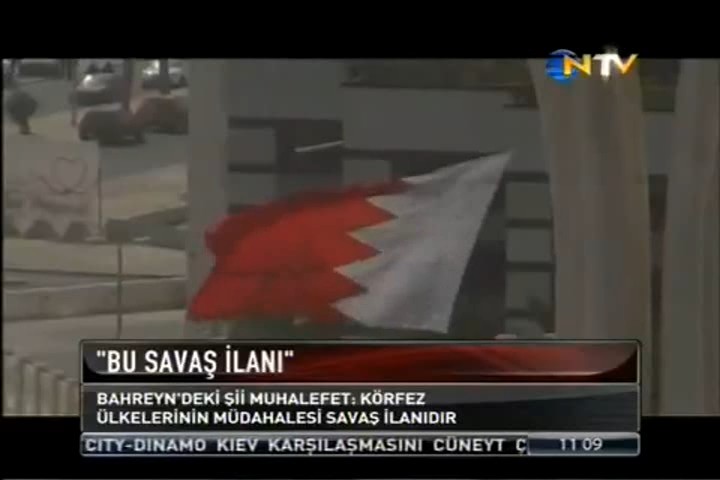 NTV
"BU SAVAŞ İLANI"
BAHREYN'DEKİ Şİİ MUHALEFET: KÖRFEZ
ÜLKELERİNİN MÜDAHALESİ SAVAŞ İLANIDIR
CITY-DINAMO KIEV KARŞILAŞMASINI CÜNEYT Ç
11 09